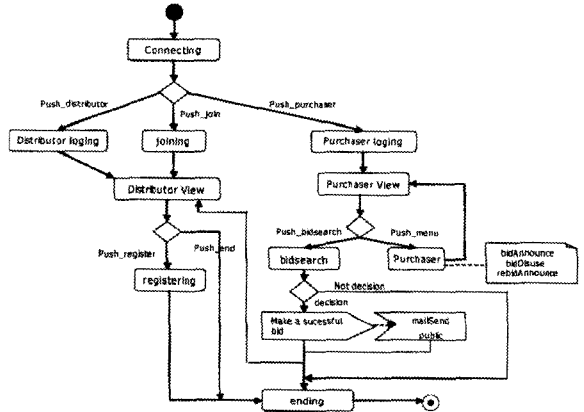 Connecting
Push_distributor
Push_join
Push_purchaser
Distributor loging
joining
Purchaser loging
Distributor View
Purchaser View
Push_register
Push_end
Push_bidsearch
Push_menu
registering
bidsearch
Purchaser
bidAnnounce
bidDisuse
rebidAnnounce
Not decision
decision
Make a sucessful
bid
mailSend
public
ending